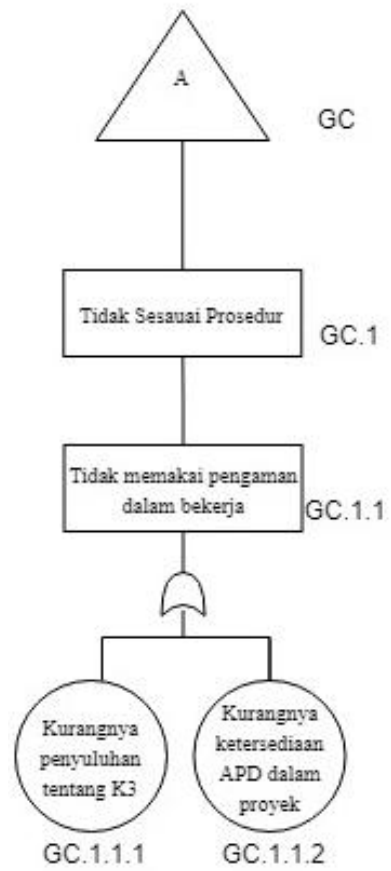 A
GC
Tidak Sesauai Prosedur
GC.1
Tidak memakai pengaman
dalam bekerja
GC.1.1
Kurangnya
penyuluhan
tentang K3
Kurangnya
ketersediaan
APD dalam
proyek
GC.1.1.1
GC.1.1.2